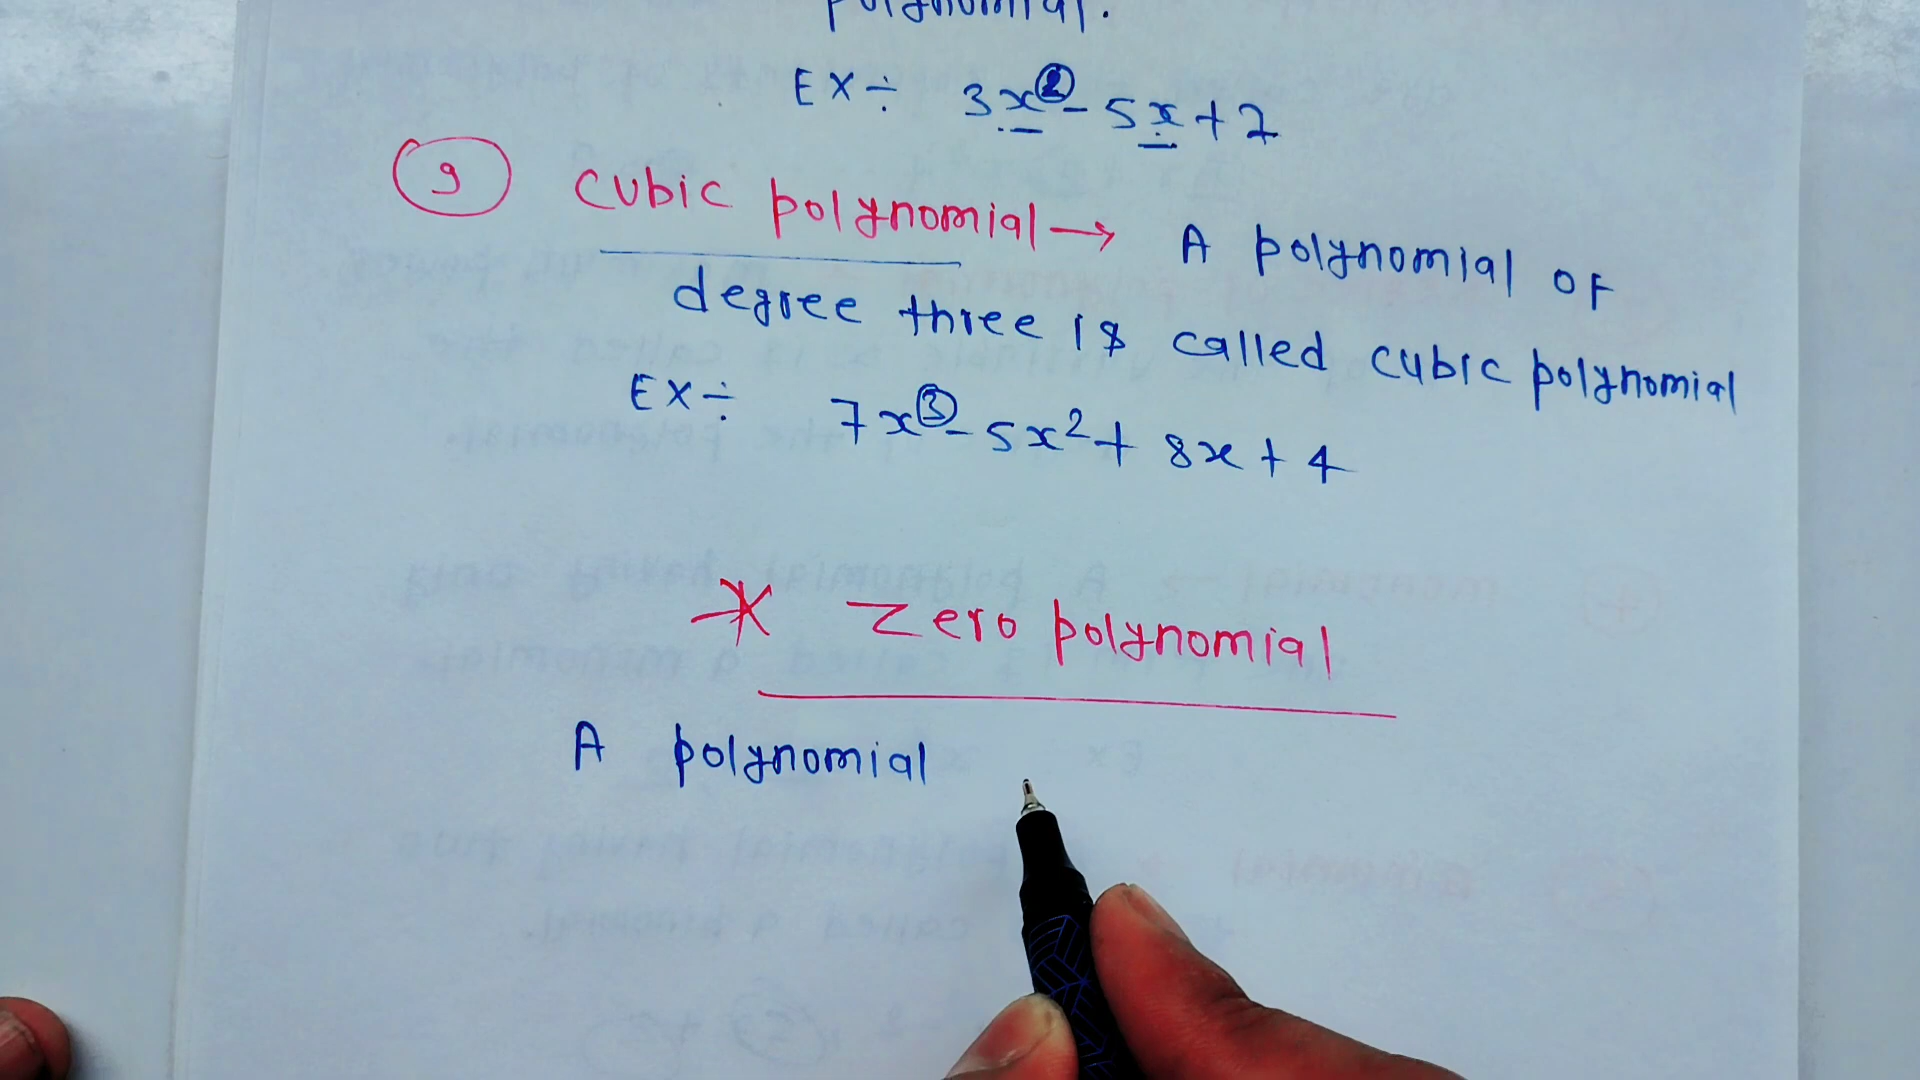 polynomial.
EX÷ 3x²- 5x+7
9 cubic polynomial→ A polynomial of
degree three is called cubic polynomial
EX÷ 7x³- 5x²+ 8x + 4
* Zero polynomial
A polynomial